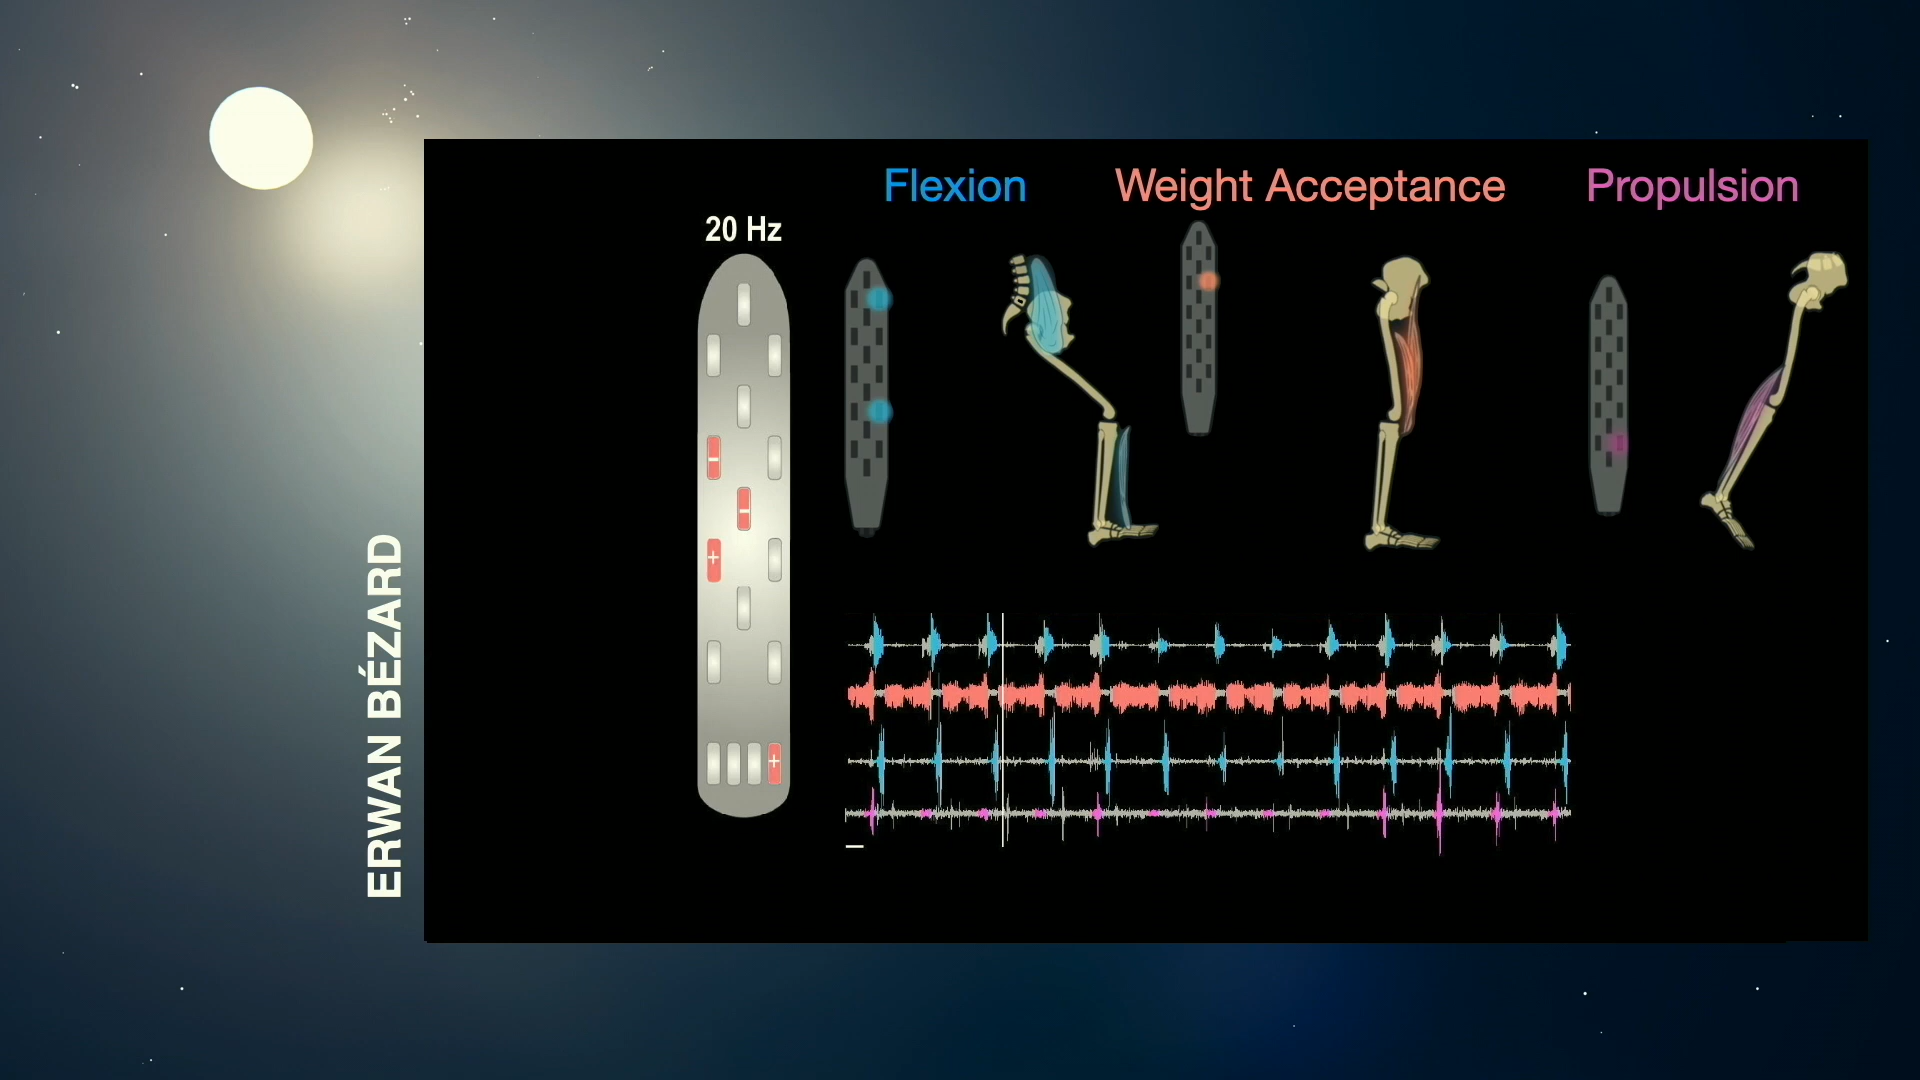 Flexion
Weight Acceptance
Propulsion
20 Hz
+
+
ERWAN BÉZARD